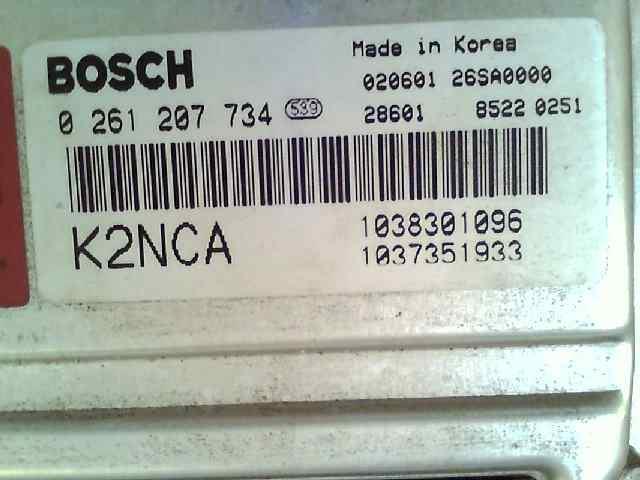 BOSCH
Made in Korea
020601 26SA0000
0 261 207 734 539
28601 8522 0251
K2NCA
1038301096
1037351933